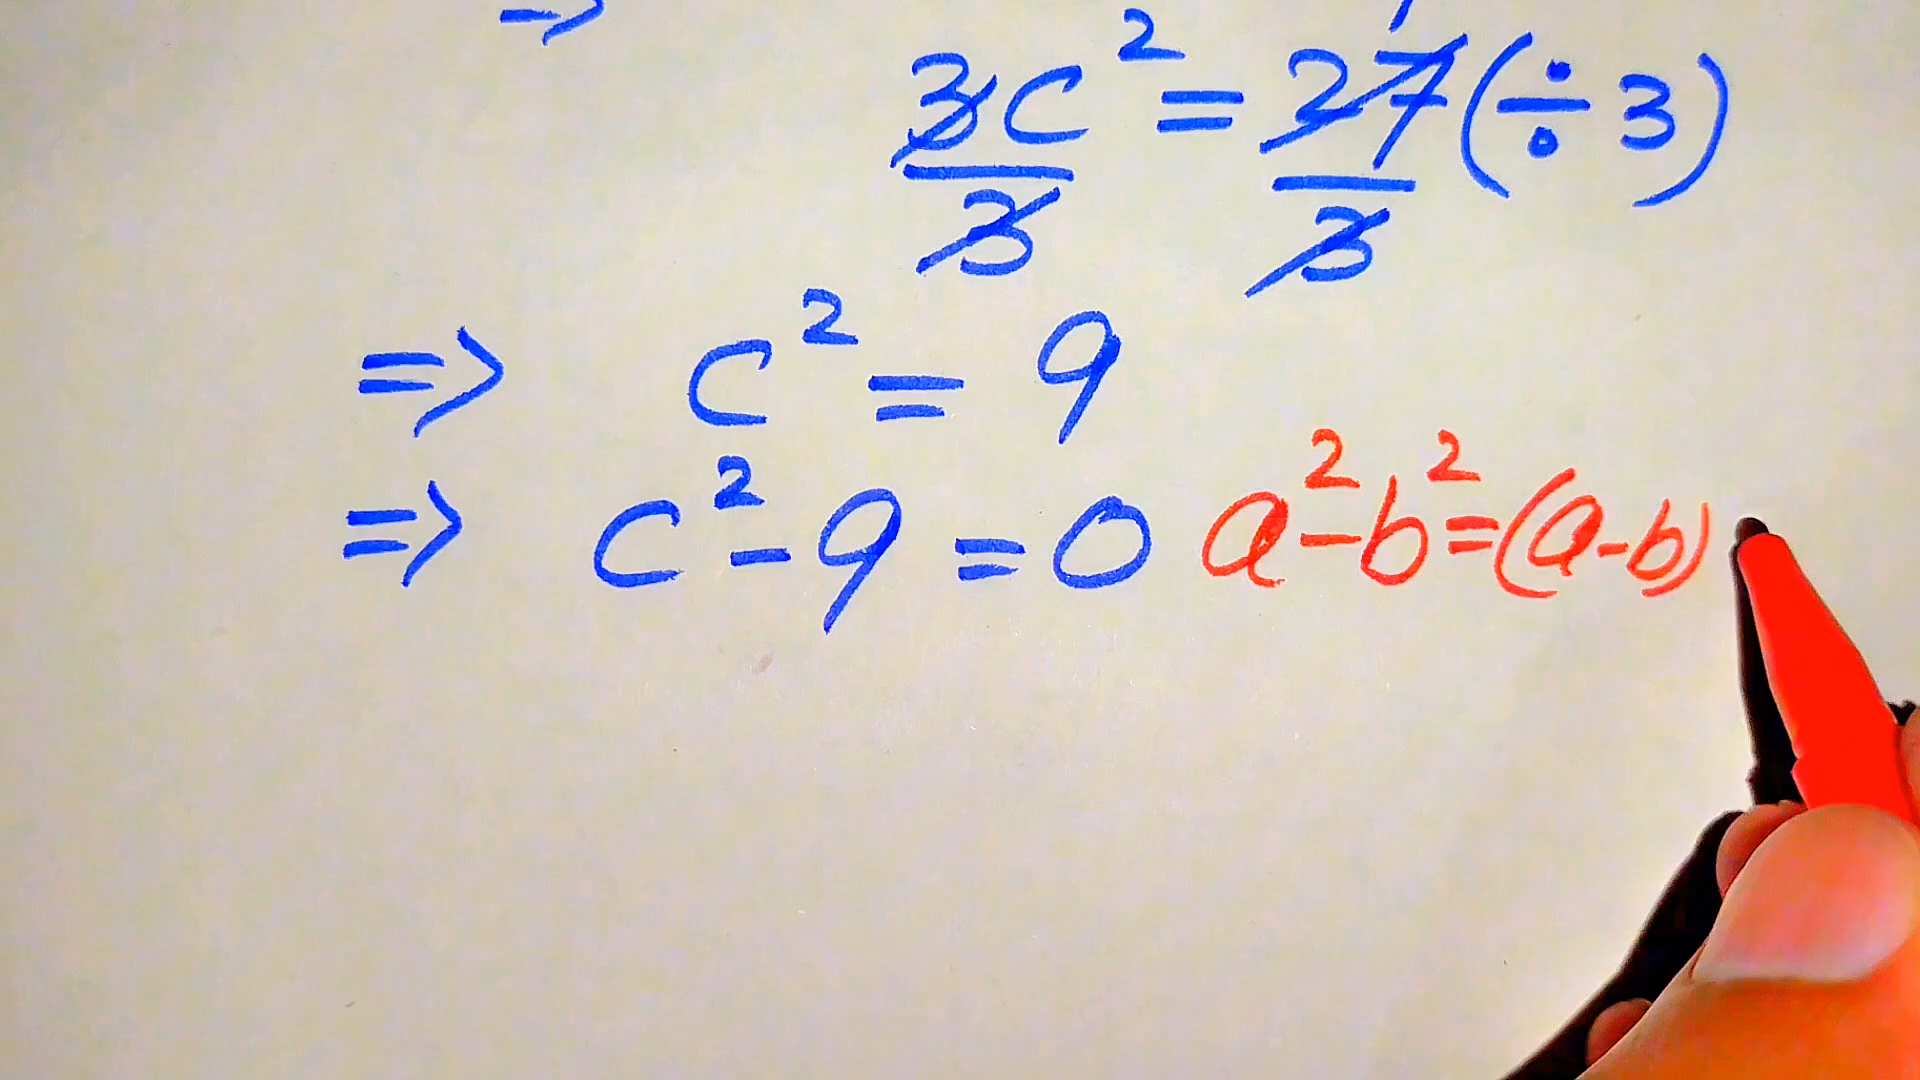 3c² = 27 (÷ 3)
3 3
=> c² = 9
=> c² - 9 = 0 a² - b² = (a - b)